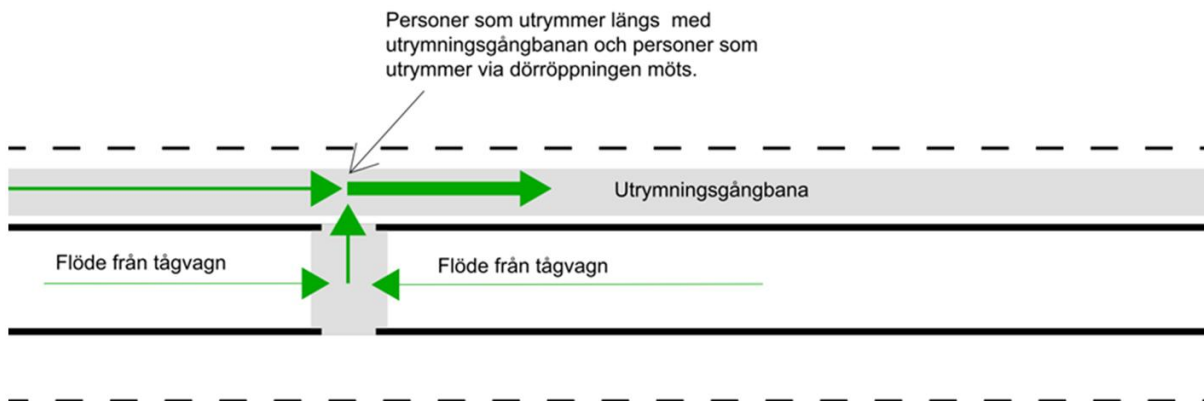 Personer som utrymmer längs med
utrymningsgångbanan och personer som
utrymmer via dörröppningen möts.
Utrymningsgångbana
Flöde från tågvagn
Flöde från tågvagn